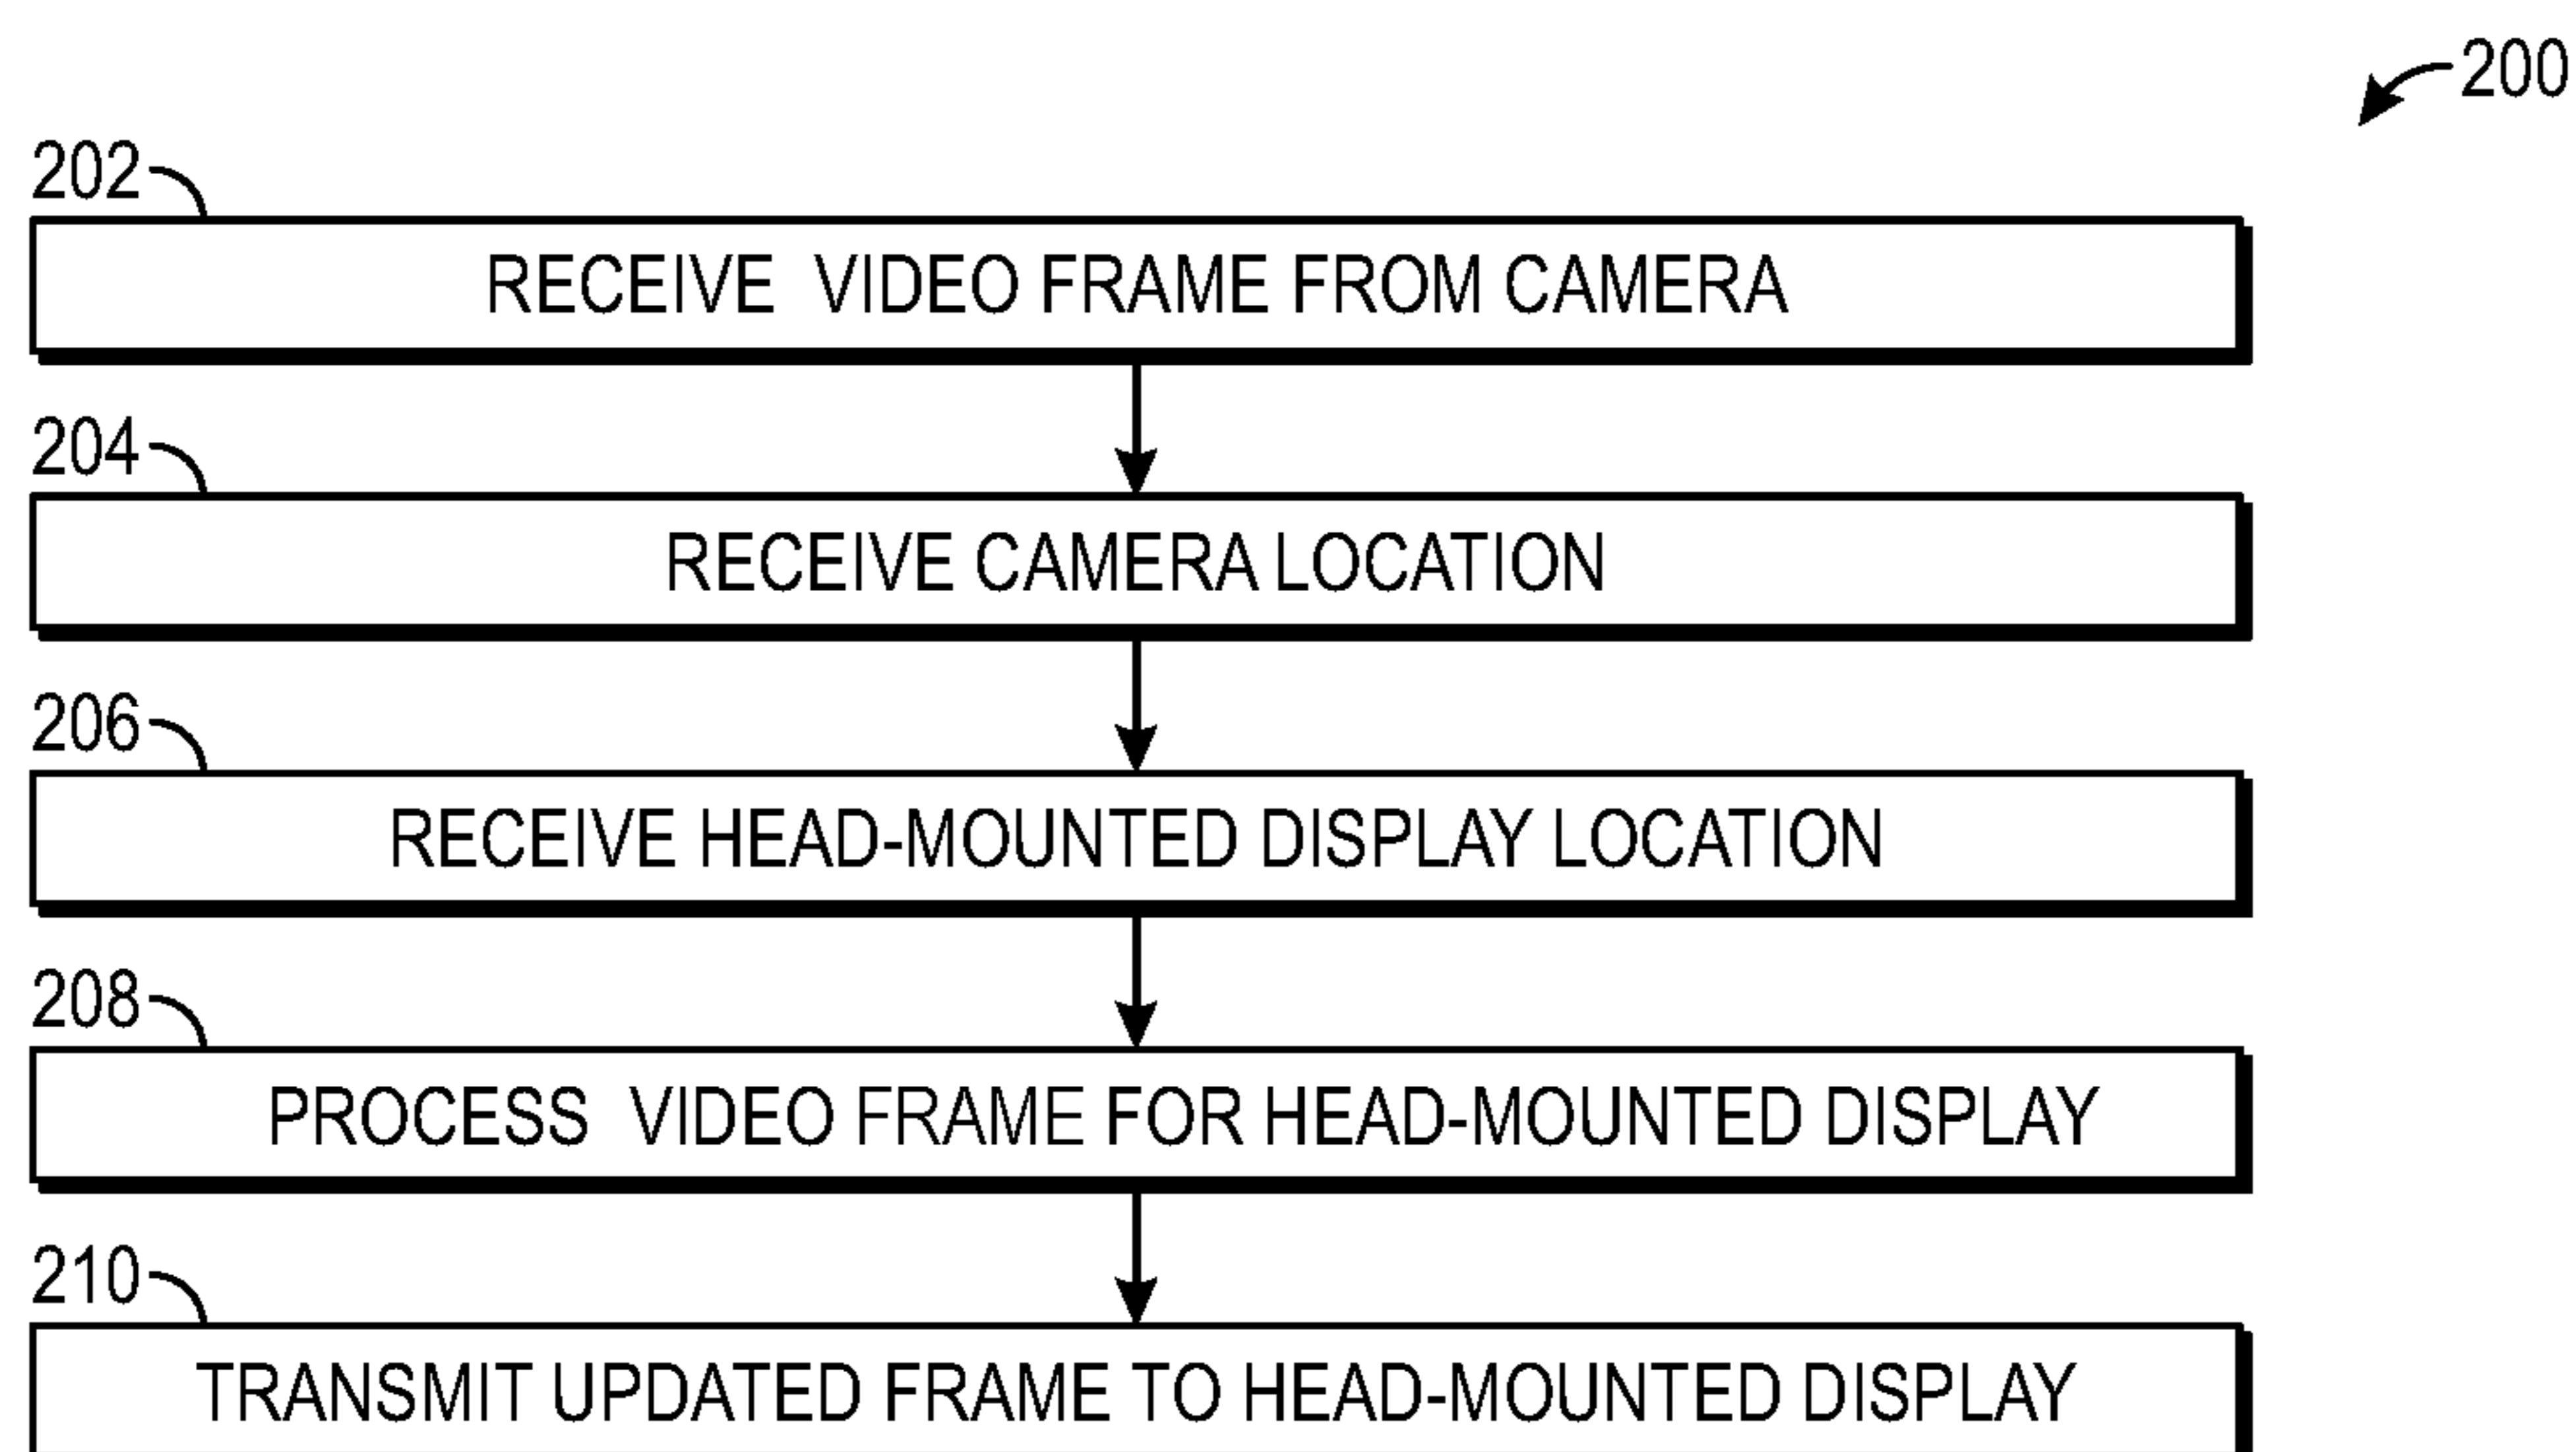 200
202
RECEIVE VIDEO FRAME FROM CAMERA
204
RECEIVE CAMERA LOCATION
206
RECEIVE HEAD-MOUNTED DISPLAY LOCATION
208
PROCESS VIDEO FRAME FOR HEAD-MOUNTED DISPLAY
210
TRANSMIT UPDATED FRAME TO HEAD-MOUNTED DISPLAY